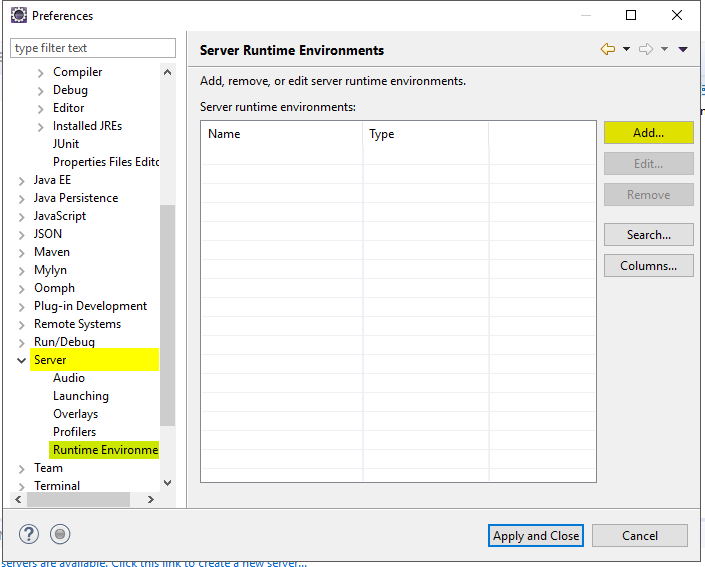 Preferences
type filter text
Compiler
Debug
Editor
Installed JREs
JUnit
Properties Files Edito
Java EE
Java Persistence
JavaScript
JSON
Maven
Mylyn
Oomph
Plug-in Development
Remote Systems
Run/Debug
Server
Audio
Launching
Overlays
Profilers
Runtime Environme
Team
Terminal
Server Runtime Environments
Add, remove, or edit server runtime environments.
Server runtime environments:
Name Type
Add...
Edit...
Remove
Search...
Columns...
?
Apply and Close Cancel
servers are available. Click this link to create a new server...